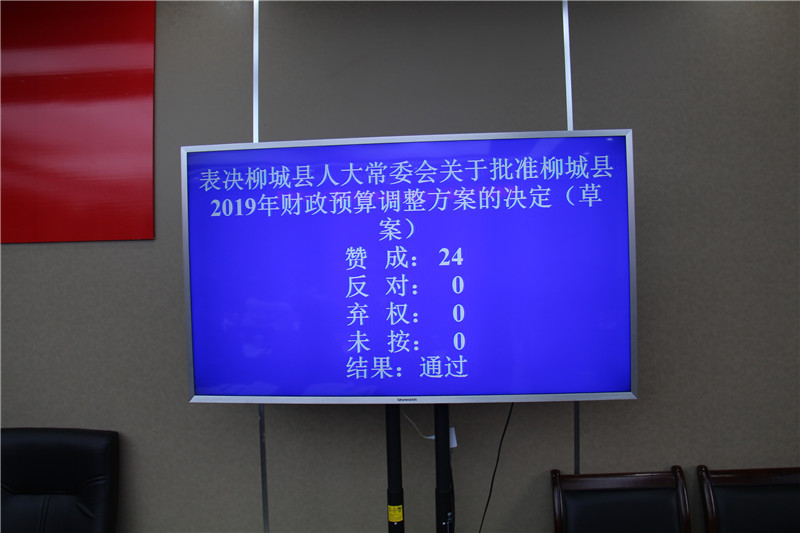 表决柳城县人大常委会关于批准柳城县
2019年财政预算调整方案的决定（草
案）
赞 成： 24
反 对： 0
弃 权： 0
未 按： 0
结果：通过